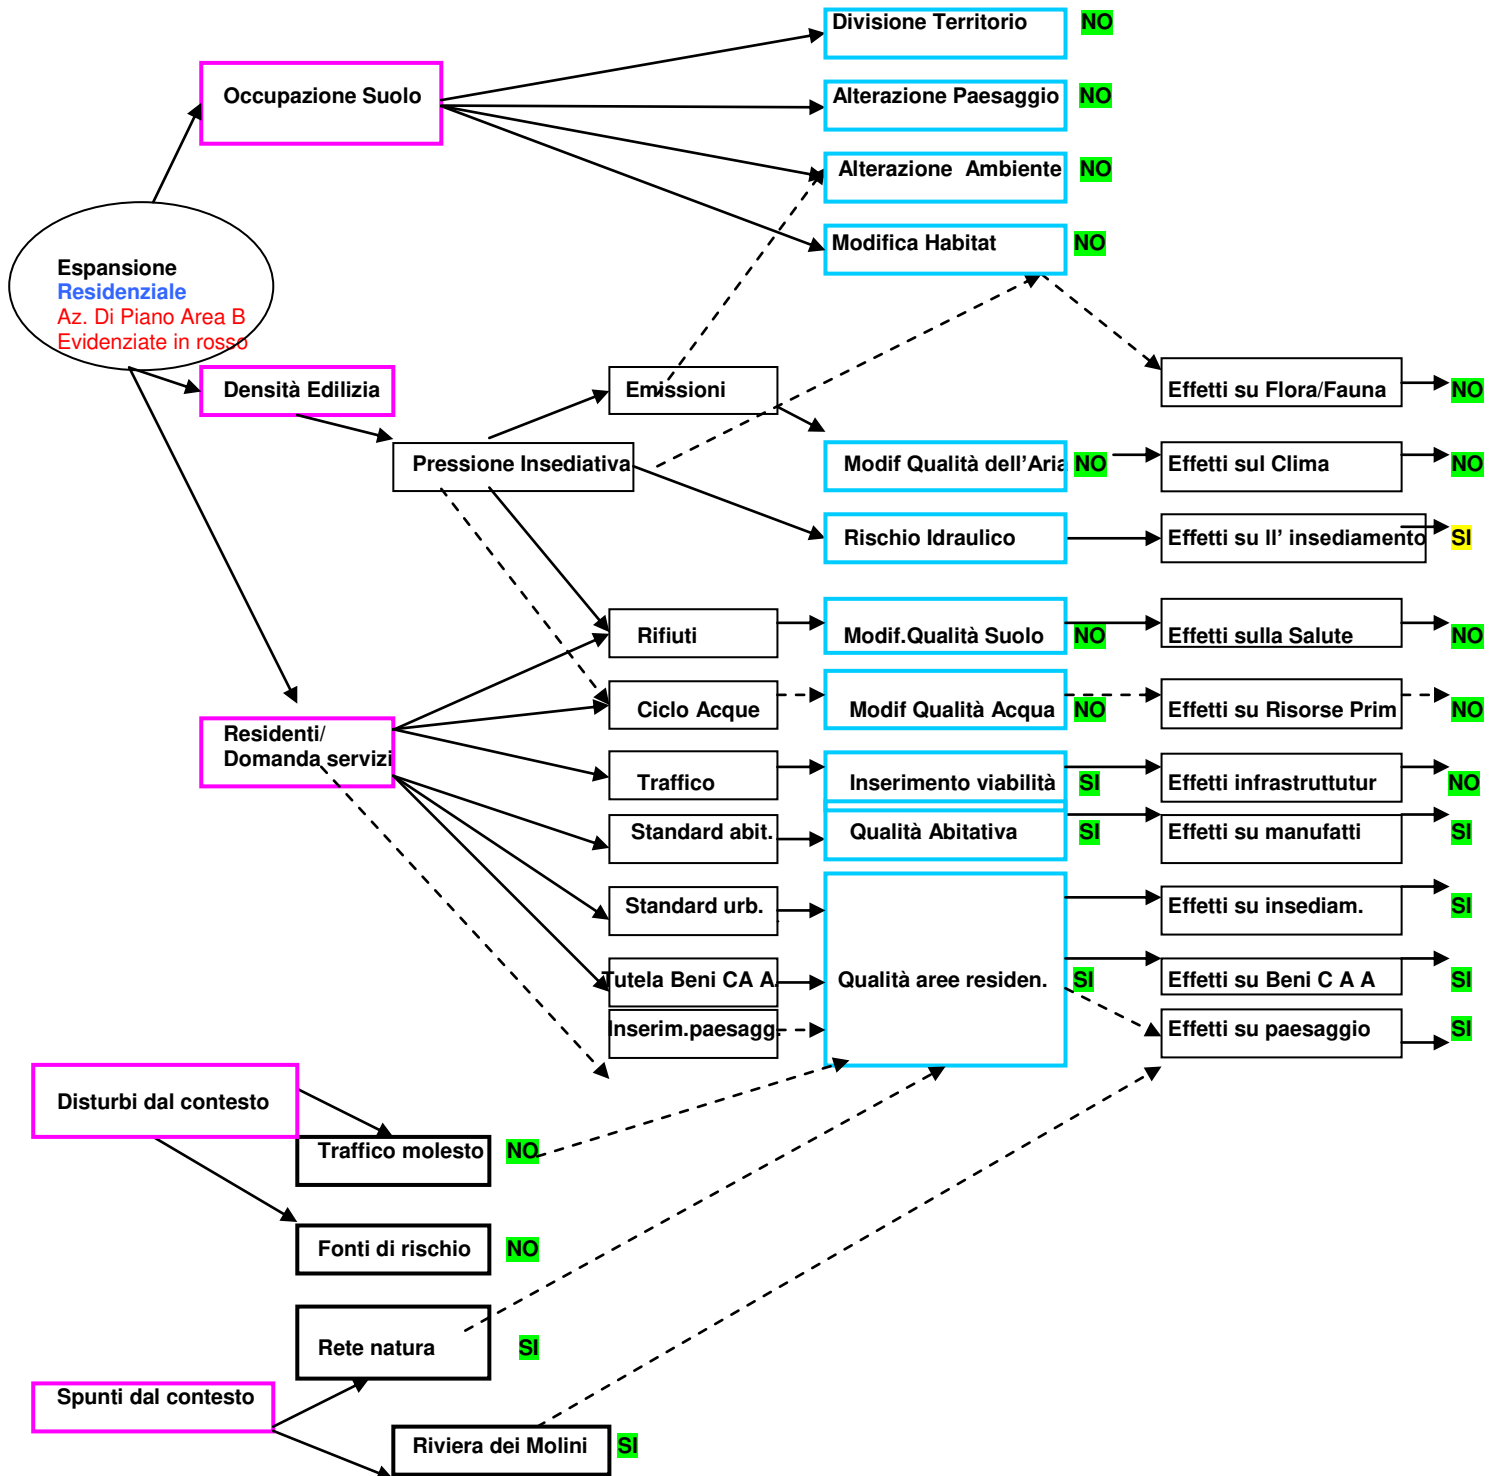 Divisione Territorio NO
Occupazione Suolo
Alterazione Paesaggio NO
Alterazione Ambiente NO
Modifica Habitat NO
Espansione
Residenziale
Az. Di Piano Area B
Evidenziate in rosso
Densità Edilizia
Emissioni
Effetti su Flora/Fauna NO
Pressione Insediativa
Modif Qualità dell'Aria NO
Effetti sul Clima NO
Rischio Idraulico
Effetti su ll' insediamento SI
Rifiuti
Modif.Qualità Suolo NO
Effetti sulla Salute NO
Ciclo Acque
Modif Qualità Acqua NO
Effetti su Risorse Prim NO
Residenti/
Domanda servizi
Traffico
Inserimento viabilità SI
Effetti infrastruttutur NO
Standard abit.
Qualità Abitativa SI
Effetti su manufatti SI
Standard urb.
Effetti su insediam. SI
Tutela Beni CA A.
Qualità aree residen. SI
Effetti su Beni C A A SI
Inserim.paesagg.
Effetti su paesaggio SI
Disturbi dal contesto
Traffico molesto NO
Fonti di rischio NO
Rete natura SI
Spunti dal contesto
Riviera dei Molini SI